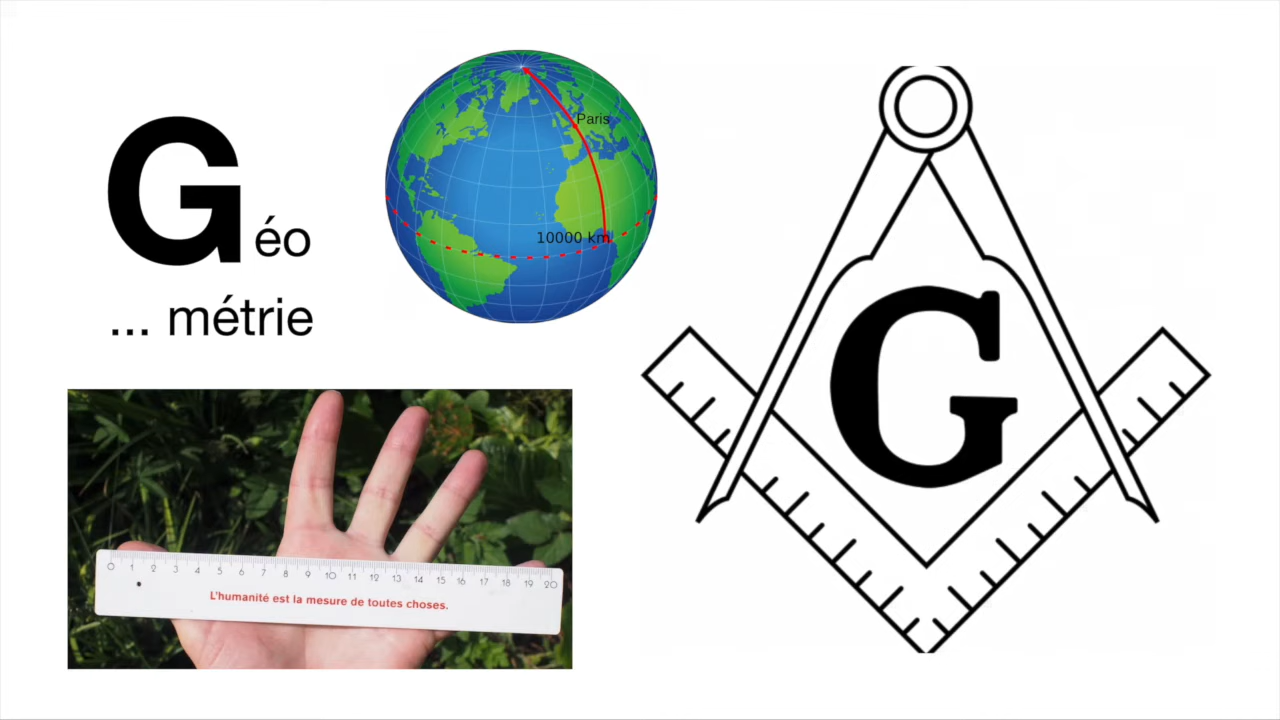 Géo
... métrie
Paris
10000 km
G
0 1 2 3 4 5 6 7 8 9 10 11 12 13 14 15 16 17 18 19 20
L'humanité est la mesure de toutes choses.